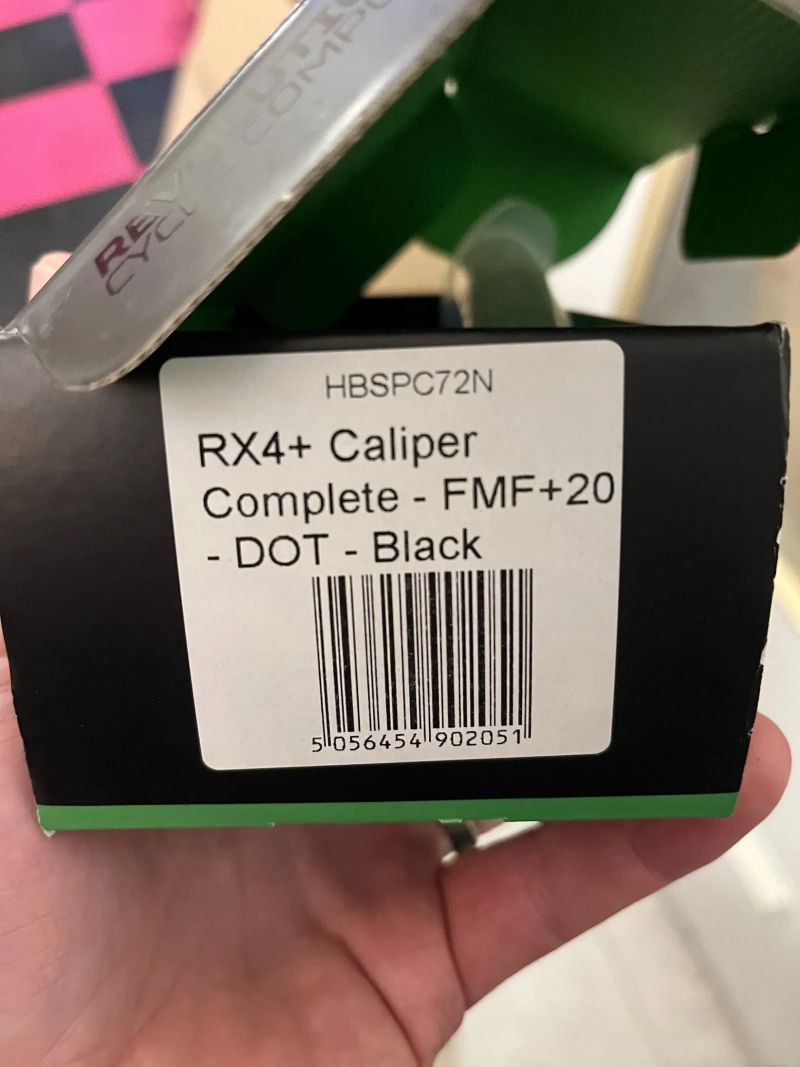 HBSPC72N
RX4+ Caliper
Complete - FMF+20
- DOT - Black
5 056454 902051